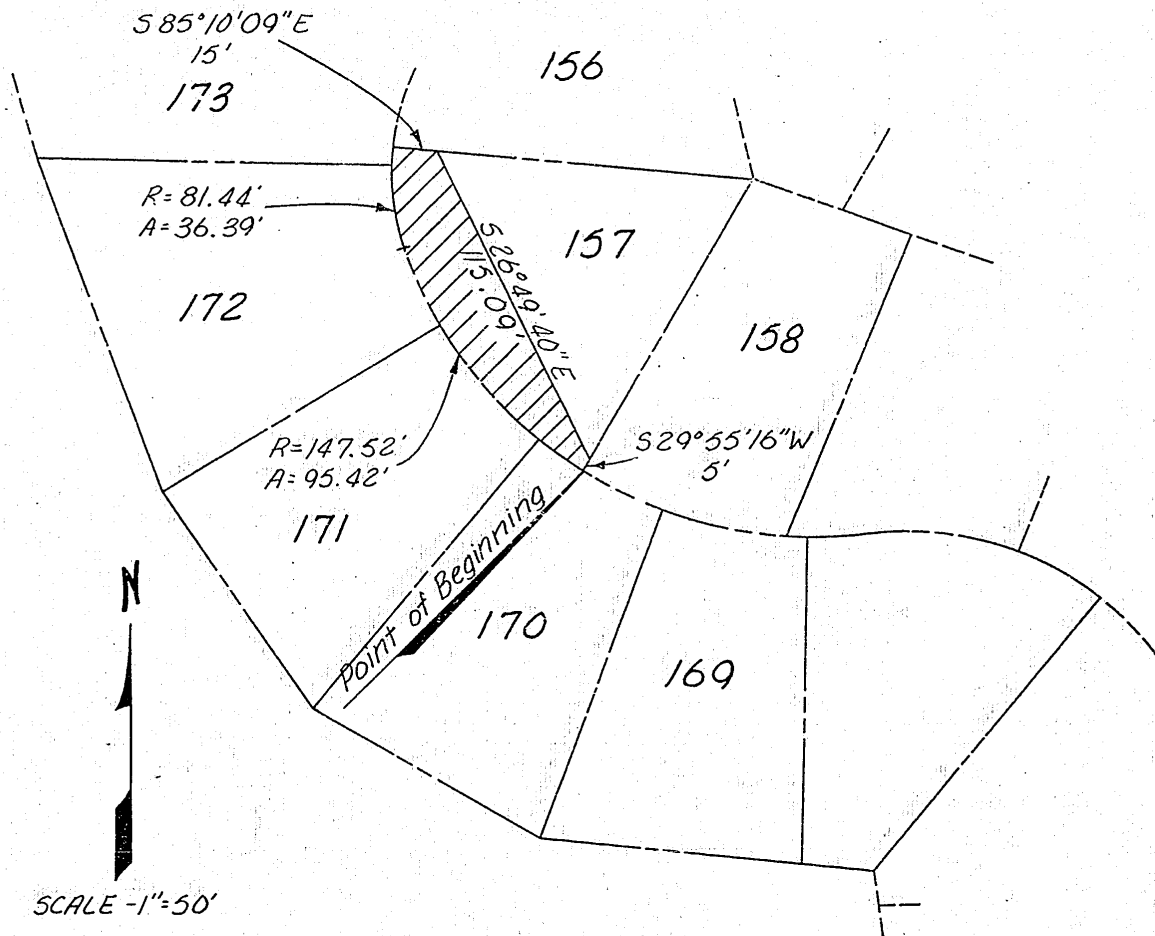 S 85°10'09"E
15'
156
173
R= 81.44'
A= 36.39'
S 26°49'40"E
115.09'
157
172
158
R=147.52'
A= 95.42'
S29°55'16"W
5'
171
Point of Beginning
N
170
169
SCALE -1"=50'